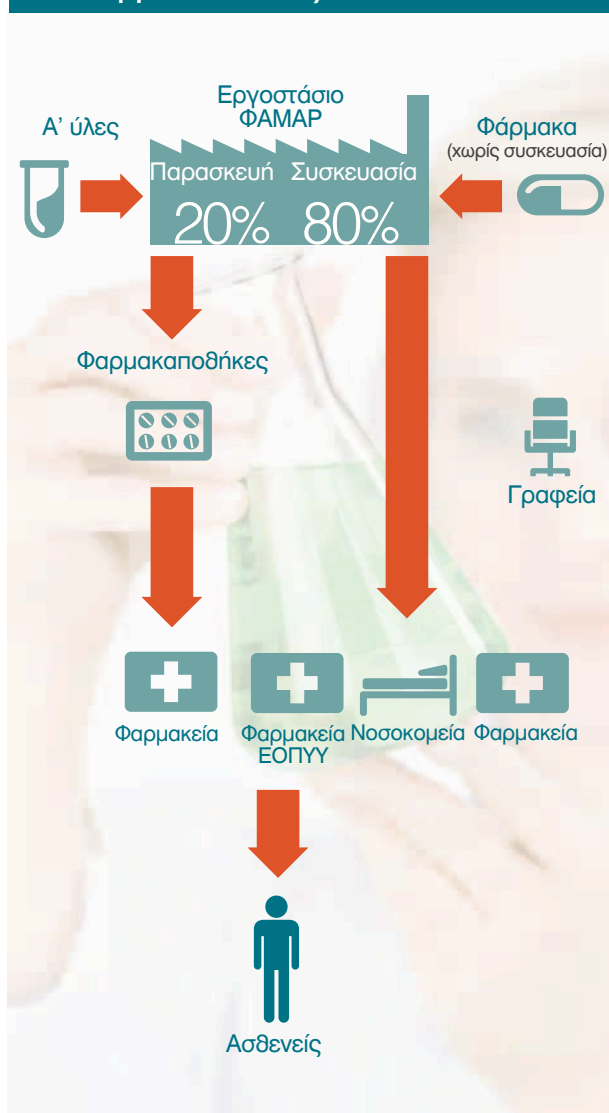 Εργοστάσιο
ΦΑΜΑΡ
Α' ύλες
Φάρμακα
(χωρίς συσκευασία)
Παρασκευή Συσκευασία
20% 80%
Φαρμακαποθήκες
Γραφεία
Φαρμακεία
Φαρμακεία
ΕΟΠΥΥ
Νοσοκομεία
Φαρμακεία
Ασθενείς